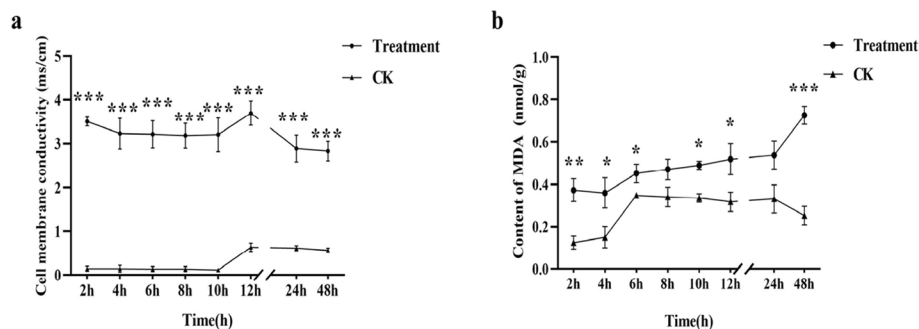 a
Cell membrane conductivity (ms/cm)
5
4
3
2
1
0
*** *** *** *** *** *** *** ***
2h 4h 6h 8h 10h 12h 24h 48h
Time(h)
Treatment
CK
b
Content of MDA (nmol/g)
1.0
0.8
0.6
0.4
0.2
0.0
** * * * * ***
2h 4h 6h 8h 10h 12h 24h 48h
Time(h)
Treatment
CK